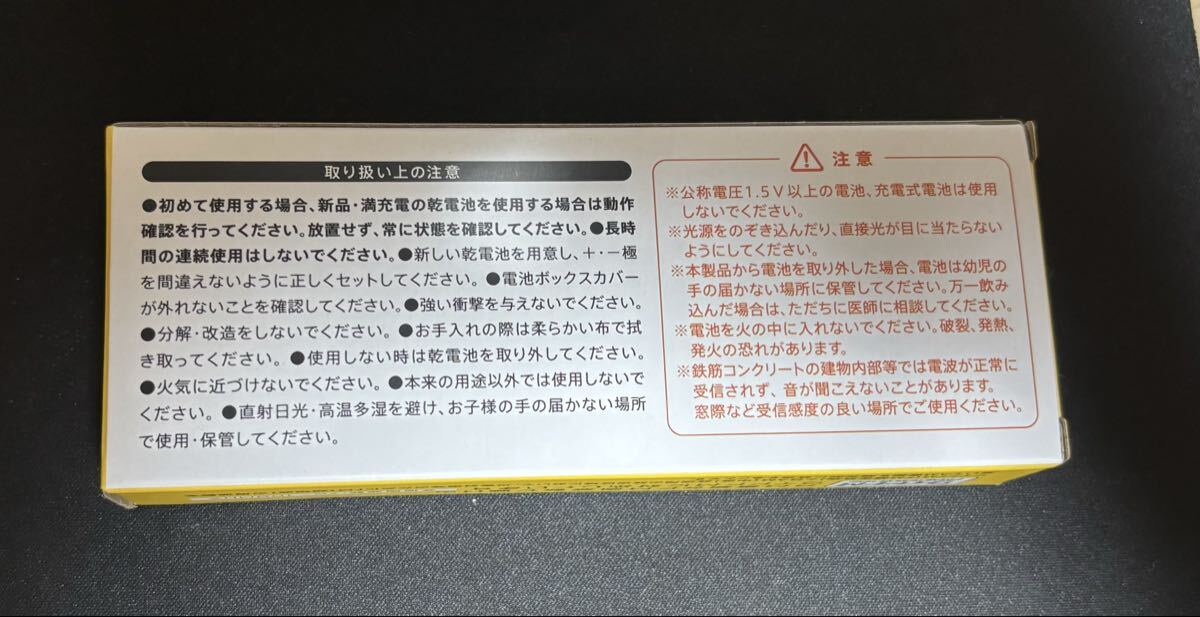 取り扱い上の注意
●初めて使用する場合、新品・満充電の乾電池を使用する場合は動作
確認を行ってください。放置せず、常に状態を確認してください。●長時
間の連続使用はしないでください。●新しい乾電池を用意し、＋・－極
を間違えないように正しくセットしてください。●電池ボックスカバー
が外れないことを確認してください。●強い衝撃を与えないでください。
●分解・改造をしないでください。●お手入れの際は柔らかい布で拭
き取ってください。●使用しない時は乾電池を取り外してください。
●火気に近づけないでください。●本来の用途以外では使用しないで
ください。●直射日光・高温多湿を避け、お子様の手の届かない場所
で使用・保管してください。
注意
※公称電圧1.5V以上の電池、充電式電池は使用
しないでください。
※光源をのぞき込んだり、直接光が目に当たらない
ようにしてください。
※本製品から電池を取り外した場合、電池は幼児の
手の届かない場所に保管してください。万一飲み
込んだ場合は、ただちに医師に相談してください。
※電池を火の中に入れないでください。破裂、発熱、
発火の恐れがあります。
※鉄筋コンクリートの建物内部等では電波が正常に
受信されず、音が聞こえないことがあります。
窓際など受信感度の良い場所でご使用ください。